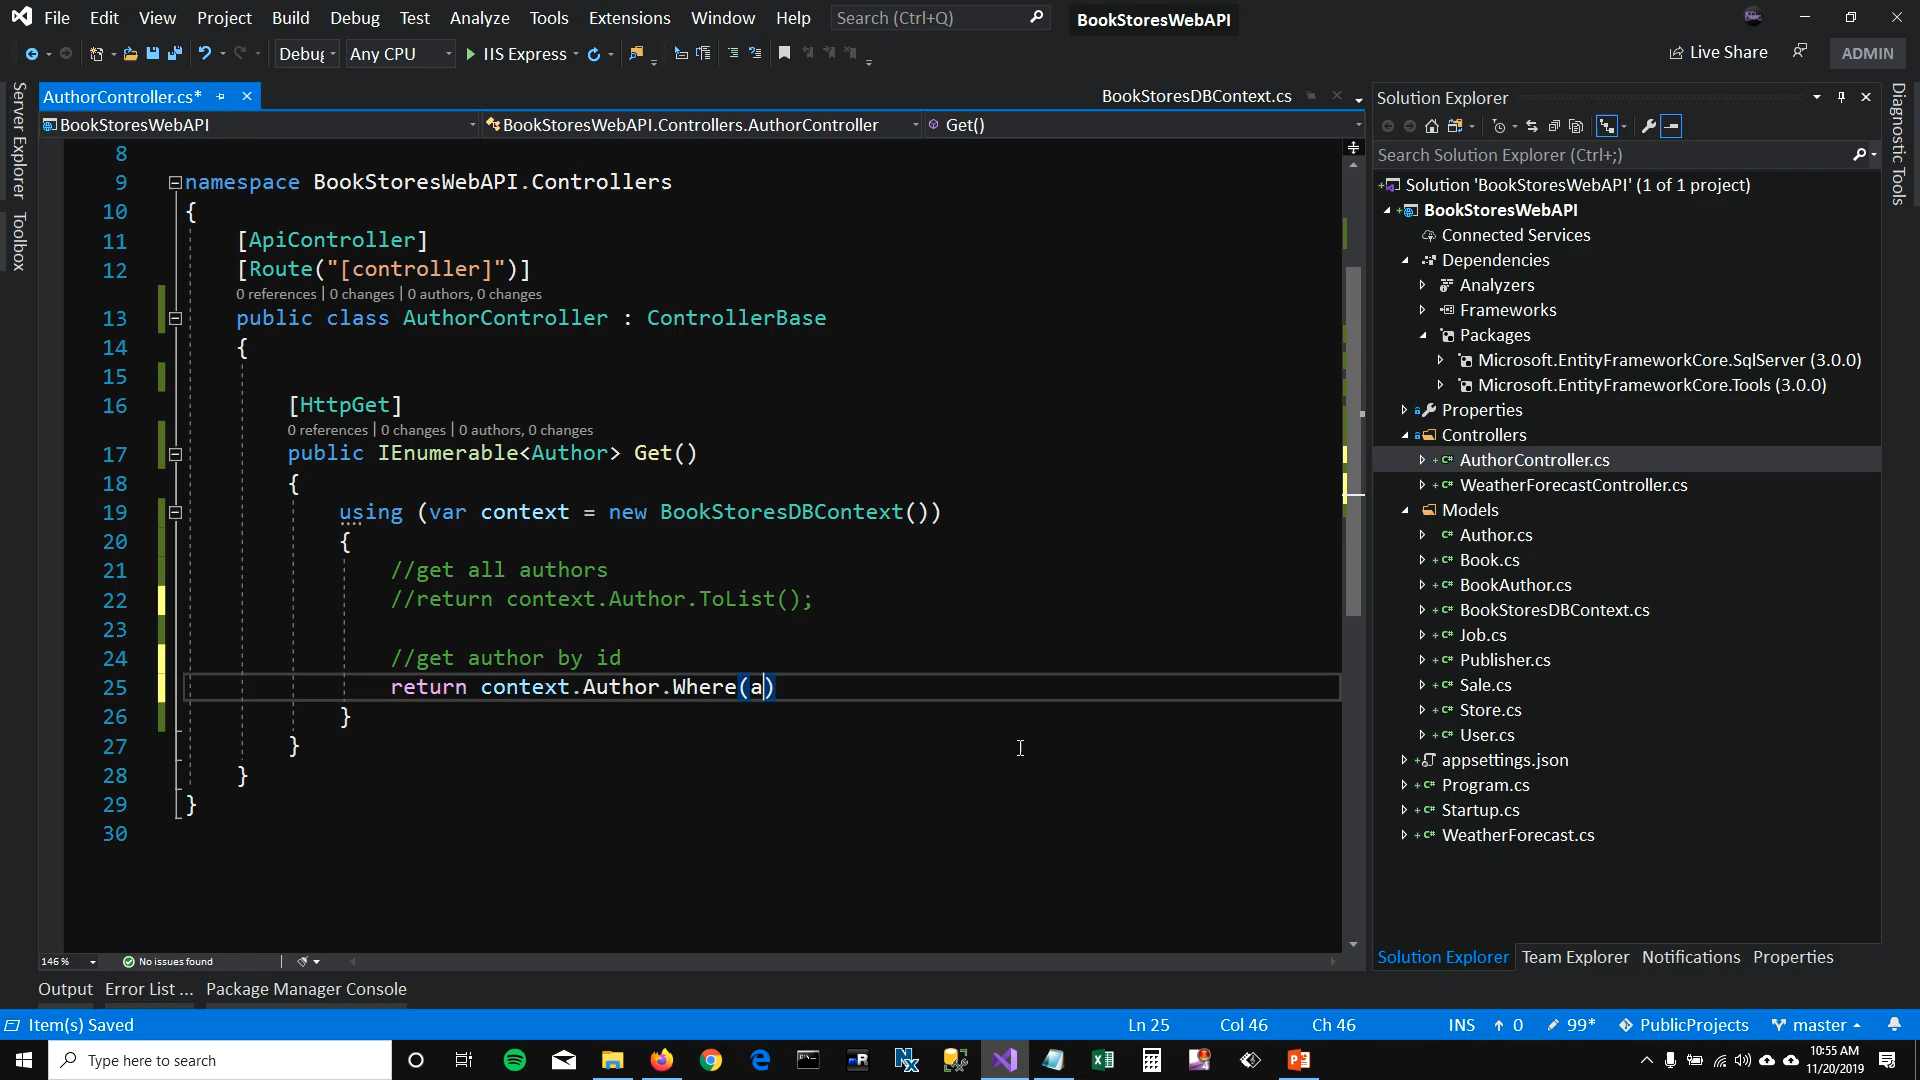 File Edit View Project Build Debug Test Analyze Tools Extensions Window Help Search (Ctrl+Q) BookStoresWebAPI
Debug Any CPU IIS Express Live Share ADMIN
Server Explorer
Toolbox
AuthorController.cs* BookStoresDBContext.cs
BookStoresWebAPI BookStoresWebAPI.Controllers.AuthorController Get()
8
9 namespace BookStoresWebAPI.Controllers
10 {
11 [ApiController]
12 [Route("[controller]")]
0 references | 0 changes | 0 authors, 0 changes
13 public class AuthorController : ControllerBase
14 {
15
16 [HttpGet]
0 references | 0 changes | 0 authors, 0 changes
17 public IEnumerable<Author> Get()
18 {
19 using (var context = new BookStoresDBContext())
20 {
21 //get all authors
22 //return context.Author.ToList();
23
24 //get author by id
25 return context.Author.Where(a)
26 }
27 }
28 }
29 }
30
146 % No issues found
Output Error List ... Package Manager Console
Solution Explorer
Search Solution Explorer (Ctrl+;)
Solution 'BookStoresWebAPI' (1 of 1 project)
BookStoresWebAPI
Connected Services
Dependencies
Analyzers
Frameworks
Packages
Microsoft.EntityFrameworkCore.SqlServer (3.0.0)
Microsoft.EntityFrameworkCore.Tools (3.0.0)
Properties
Controllers
AuthorController.cs
WeatherForecastController.cs
Models
Author.cs
Book.cs
BookAuthor.cs
BookStoresDBContext.cs
Job.cs
Publisher.cs
Sale.cs
Store.cs
User.cs
appsettings.json
Program.cs
Startup.cs
WeatherForecast.cs
Solution Explorer Team Explorer Notifications Properties
Diagnostic Tools
Item(s) Saved Ln 25 Col 46 Ch 46 INS 0 99* PublicProjects master
Type here to search
10:55 AM
11/20/2019